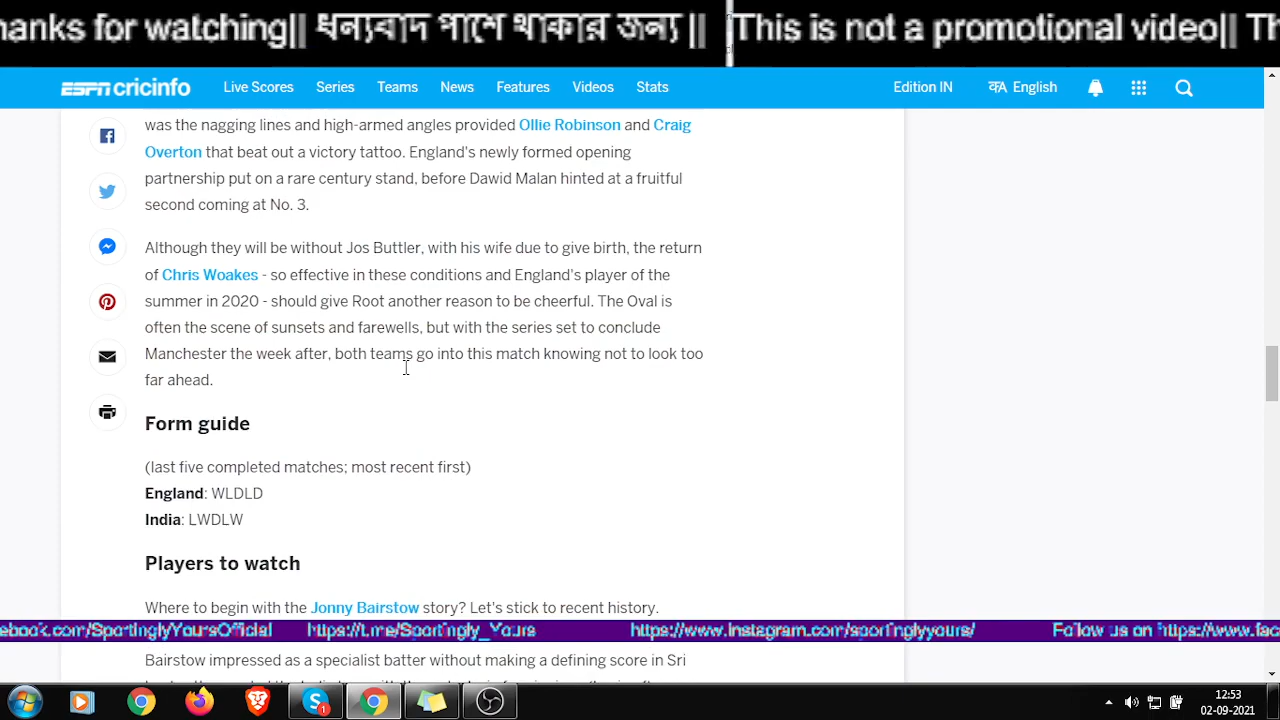 hanks for watching|| ধন্যবাদ পাশে থাকার জন্য || This is not a promotional video|| Th
ESPN cricinfo Live Scores Series Teams News Features Videos Stats Edition IN English
was the nagging lines and high-armed angles provided Ollie Robinson and Craig
Overton that beat out a victory tattoo. England's newly formed opening
partnership put on a rare century stand, before Dawid Malan hinted at a fruitful
second coming at No. 3.
Although they will be without Jos Buttler, with his wife due to give birth, the return
of Chris Woakes - so effective in these conditions and England's player of the
summer in 2020 - should give Root another reason to be cheerful. The Oval is
often the scene of sunsets and farewells, but with the series set to conclude
Manchester the week after, both teams go into this match knowing not to look too
far ahead.
Form guide
(last five completed matches; most recent first)
England: WLDLD
India: LWDLW
Players to watch
Where to begin with the Jonny Bairstow story? Let's stick to recent history.
ebook.com/SportinglyYoursOfficial https://t.me/Sportingly_Yours https://www.instagram.com/sportinglyyours/ Follow us on https://www.fac
Bairstow impressed as a specialist batter without making a defining score in Sri
12:53
02-09-2021